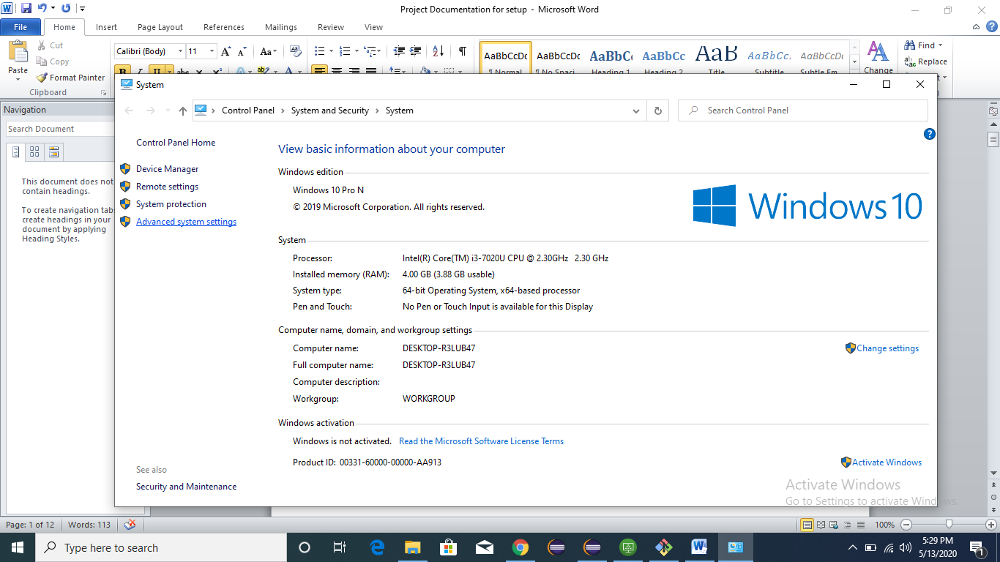 Project Documentation for setup - Microsoft Word
File Home Insert Page Layout References Mailings Review View
Paste
Cut
Copy
Format Painter
Clipboard
Calibri (Body) 11
Aa
AaBbCcDc AaBbCcDc AaBbCc AaBbCc AaB AaBbCc. AaBbCcDc
¶ Normal ¶ No Spaci... Heading 1 Heading 2 Title Subtitle Subtle Em...
Change
Find
Replace
Navigation
Search Document
This document does not
contain headings.
To create navigation tabs
create headings in your
document by applying
Heading Styles.
System
Control Panel System and Security System
Search Control Panel
Control Panel Home
Device Manager
Remote settings
System protection
Advanced system settings
See also
Security and Maintenance
View basic information about your computer
Windows edition
Windows 10 Pro N
© 2019 Microsoft Corporation. All rights reserved.
Windows 10
System
Processor: Intel(R) Core(TM) i3-7020U CPU @ 2.30GHz 2.30 GHz
Installed memory (RAM): 4.00 GB (3.88 GB usable)
System type: 64-bit Operating System, x64-based processor
Pen and Touch: No Pen or Touch Input is available for this Display
Computer name, domain, and workgroup settings
Computer name: DESKTOP-R3LUB47
Change settings
Full computer name: DESKTOP-R3LUB47
Computer description:
Workgroup: WORKGROUP
Windows activation
Windows is not activated. Read the Microsoft Software License Terms
Product ID: 00331-60000-00000-AA913
Activate Windows
Activate Windows
Go to Settings to activate Windows.
Page: 1 of 12 Words: 113
100%
Type here to search
5:29 PM
5/13/2020
1